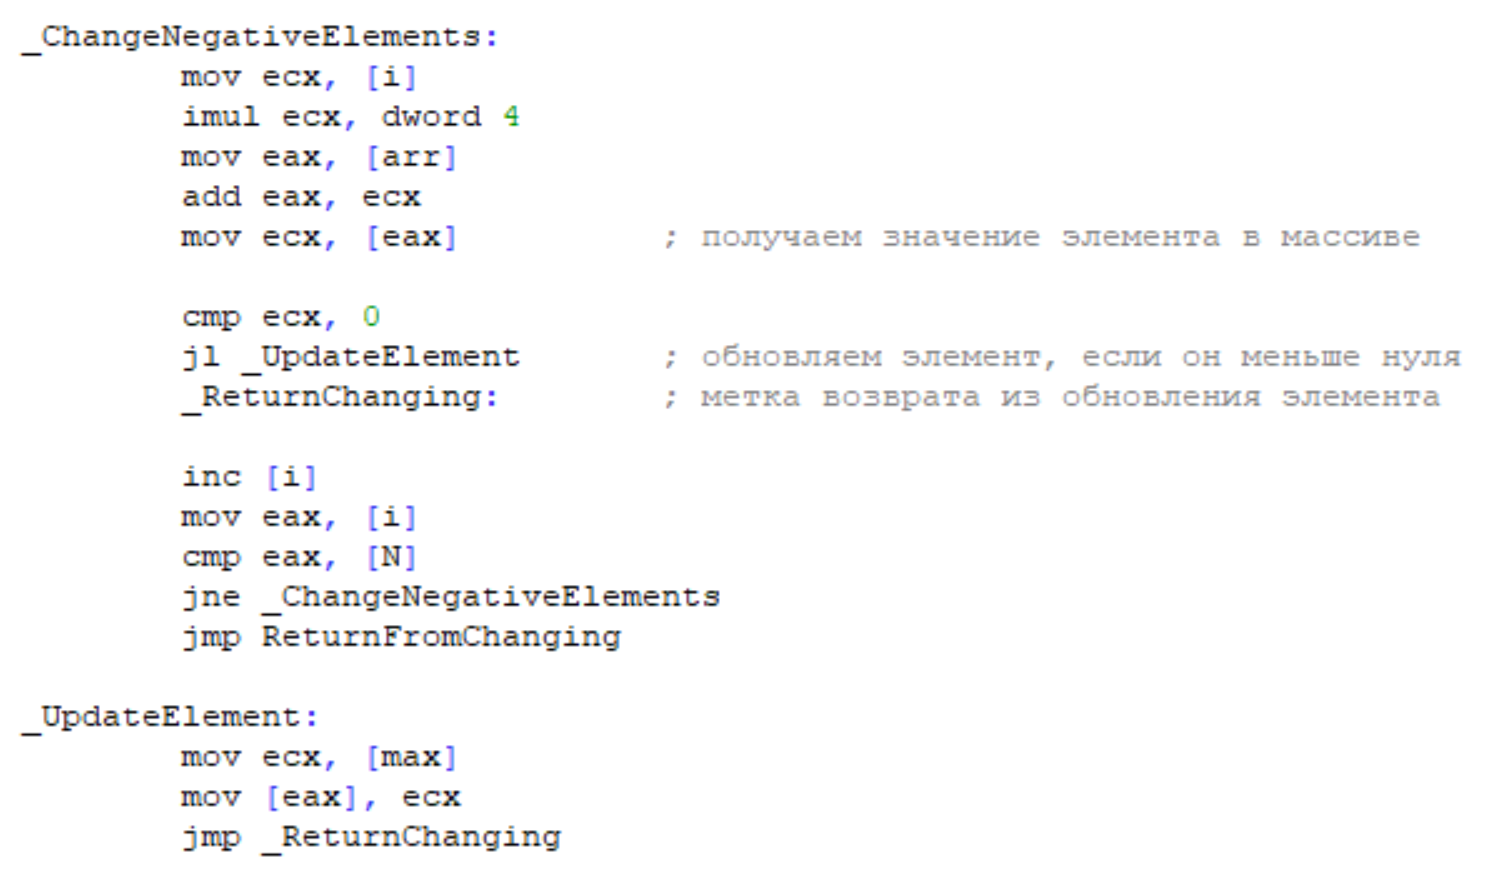 _ChangeNegativeElements:
mov ecx, [i]
imul ecx, dword 4
mov eax, [arr]
add eax, ecx
mov ecx, [eax] ; получаем значение элемента в массиве
cmp ecx, 0
jl _UpdateElement ; обновляем элемент, если он меньше нуля
_ReturnChanging: ; метка возврата из обновления элемента
inc [i]
mov eax, [i]
cmp eax, [N]
jne _ChangeNegativeElements
jmp ReturnFromChanging
_UpdateElement:
mov ecx, [max]
mov [eax], ecx
jmp _ReturnChanging